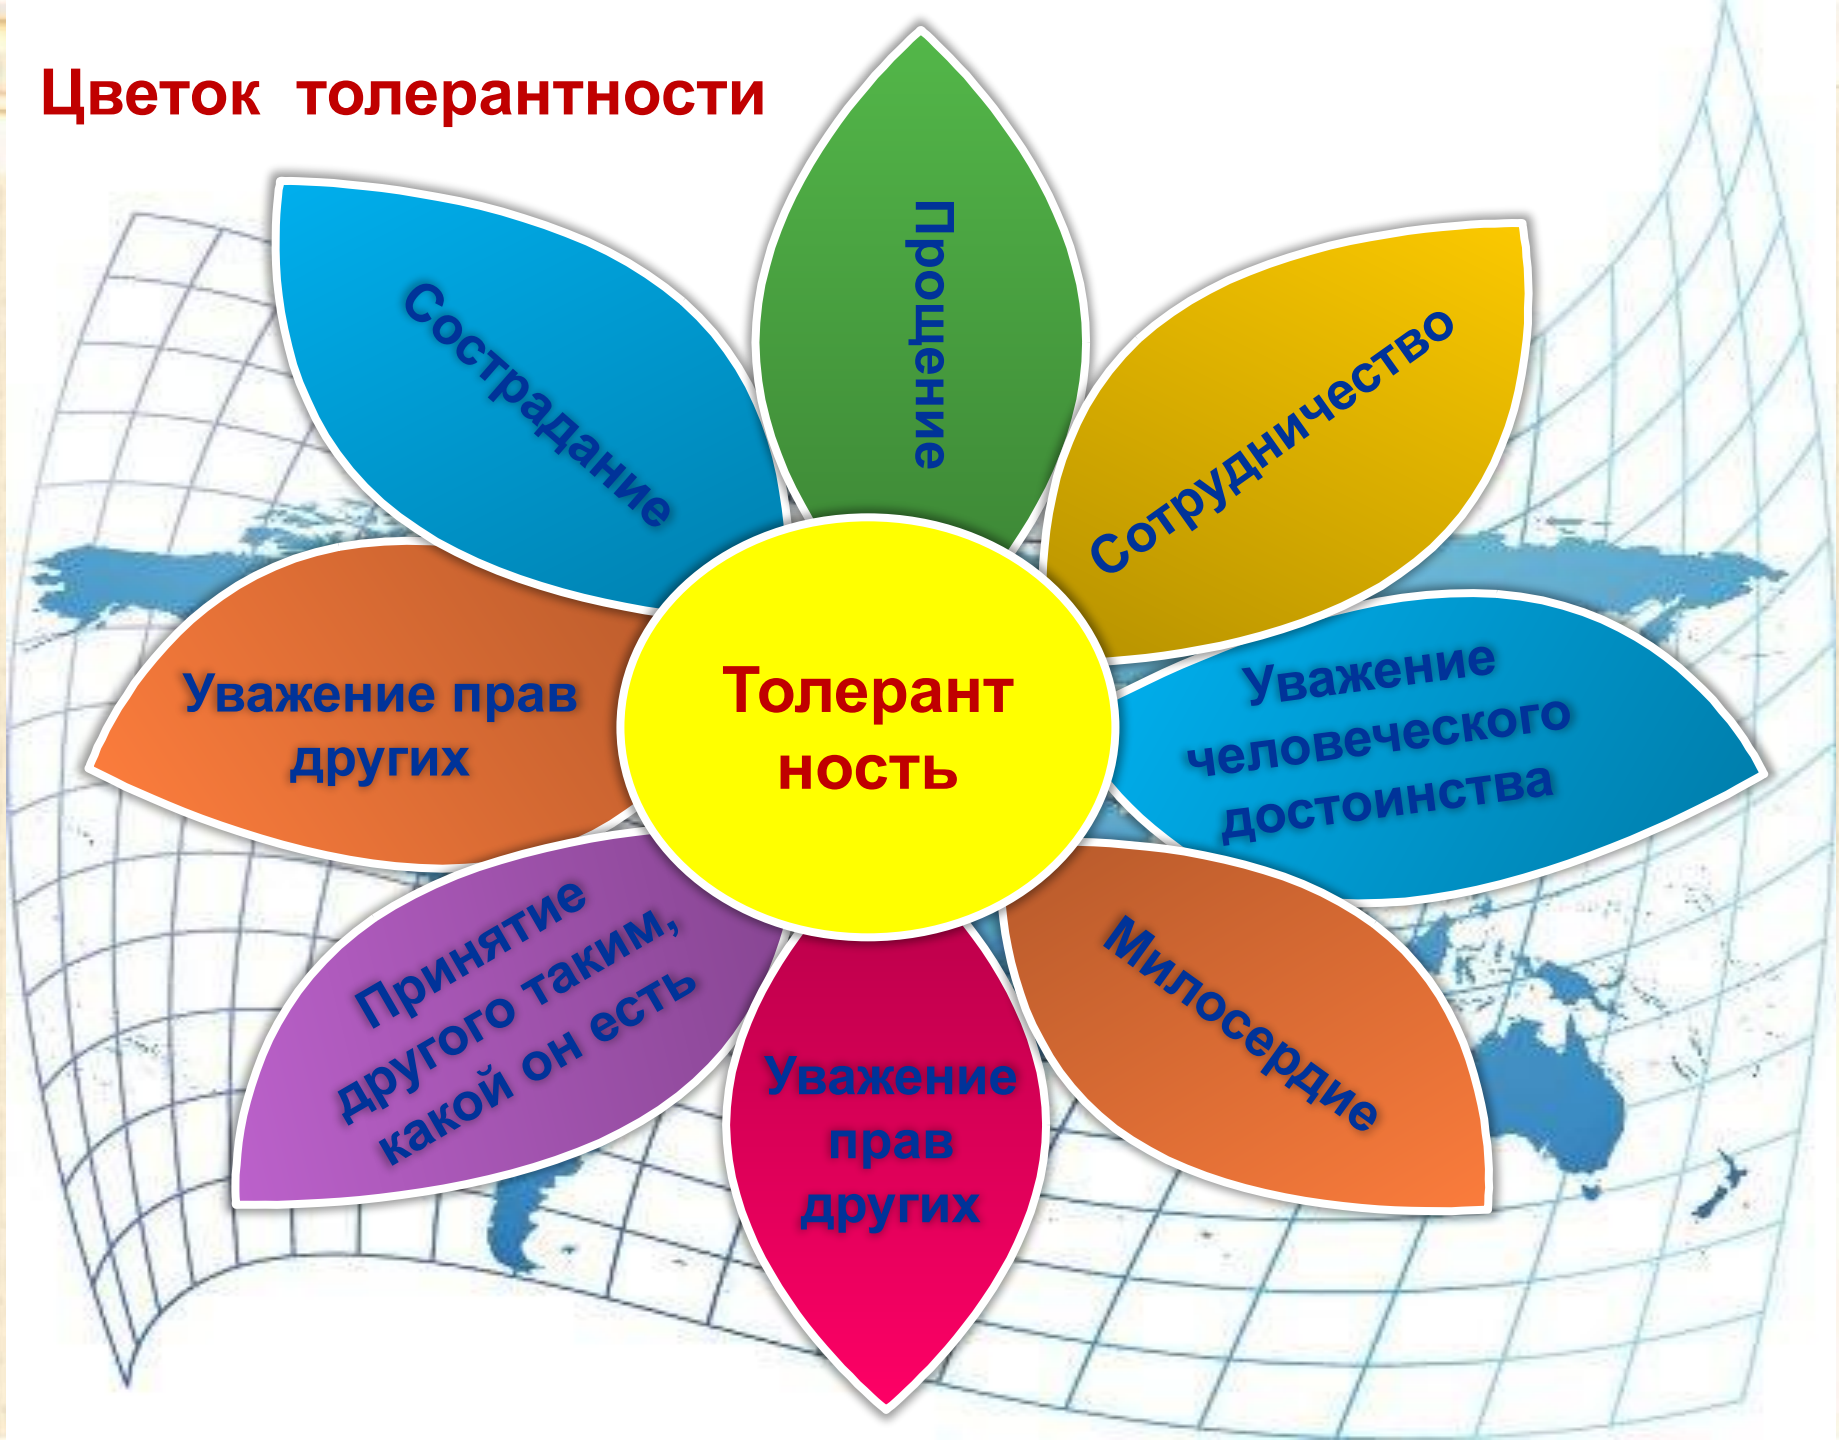 Цветок толерантности
Прощение
Сострадание
Сотрудничество
Уважение прав
других
Толерант
ность
Уважение
человеческого
достоинства
Принятие
другого таким,
какой он есть
Уважение
прав
других
Милосердие